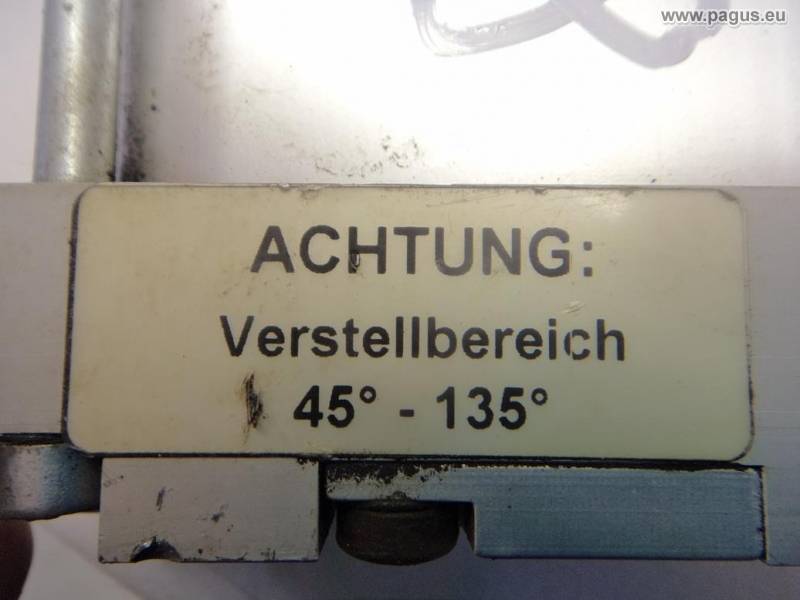 www.pagus.eu
ACHTUNG:
Verstellbereich
45° - 135°